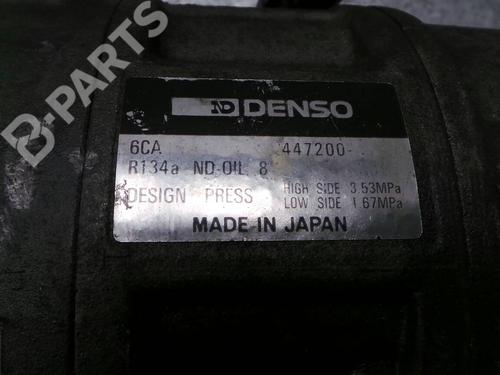 B-PARTS
ND DENSO
6CA 447200-
R134a ND-OIL 8
DESIGN PRESS HIGH SIDE 3.53MPa
LOW SIDE 1.67MPa
MADE IN JAPAN
B-PARTS